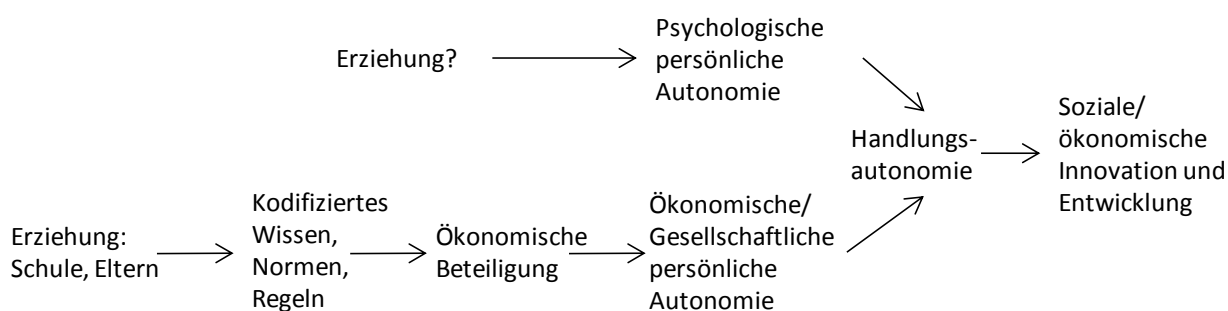 Erziehung?
Psychologische
persönliche
Autonomie
Handlungs-
autonomie
Soziale/
ökonomische
Innovation und
Entwicklung
Erziehung:
Schule, Eltern
Kodifiziertes
Wissen,
Normen,
Regeln
Ökonomische
Beteiligung
Ökonomische/
Gesellschaftliche
persönliche
Autonomie